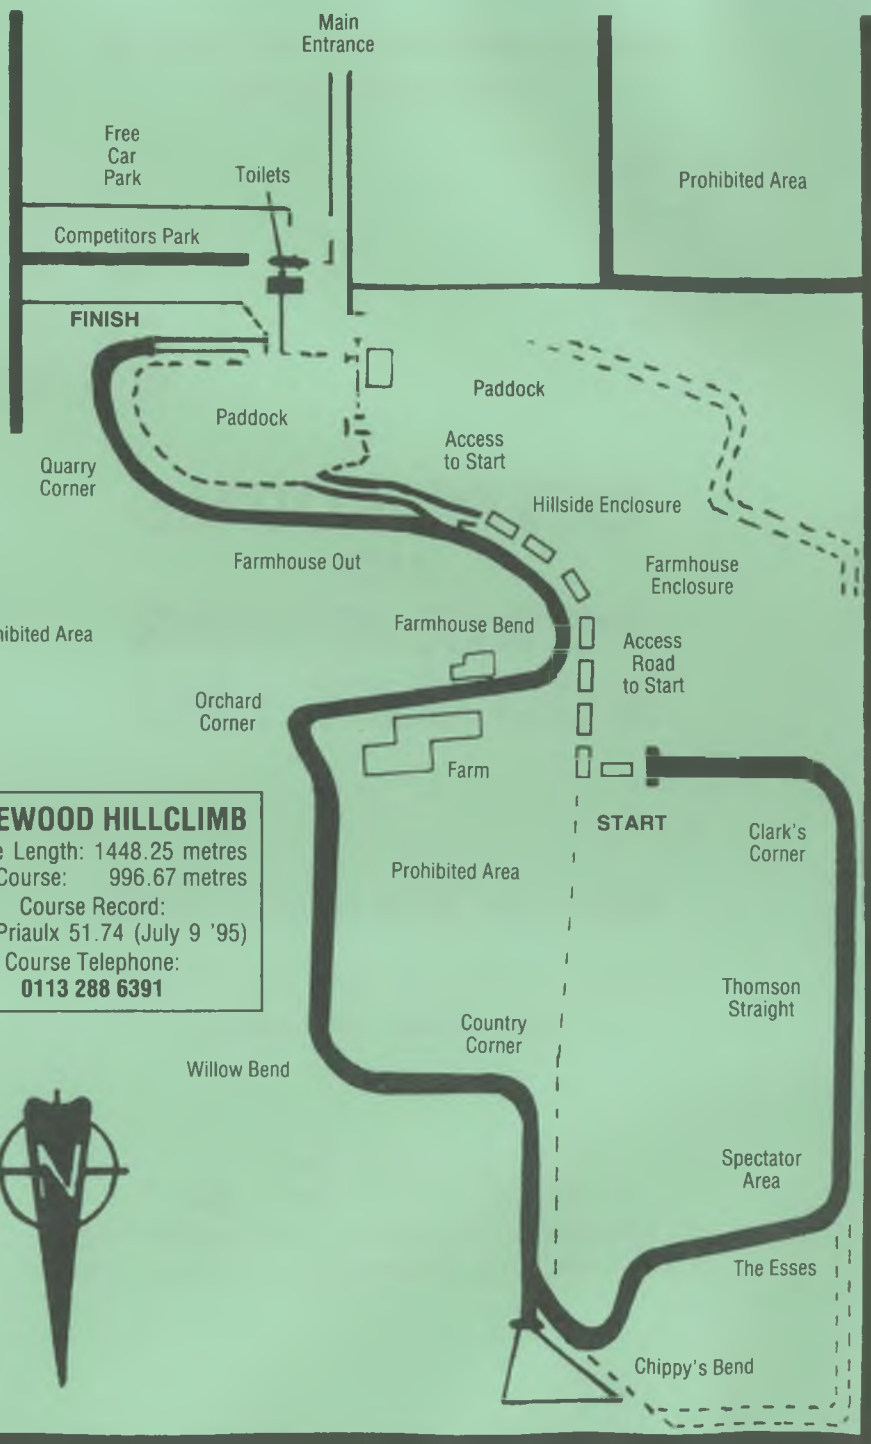 Main
Entrance
Free
Car
Park
Toilets
Prohibited Area
Competitors Park
FINISH
Paddock
Paddock
Access
to Start
Quarry
Corner
Hillside Enclosure
Farmhouse Out
Farmhouse
Enclosure
Farmhouse Bend
hibited Area
Access
Road
to Start
Orchard
Corner
Farm
START
Clark's
Corner
EWOOD HILLCLIMB
e Length: 1448.25 metres
Course: 996.67 metres
Course Record:
Priaulx 51.74 (July 9 '95)
Course Telephone:
0113 288 6391
Prohibited Area
Thomson
Straight
Country
Corner
Willow Bend
N
Spectator
Area
The Esses
Chippy's Bend